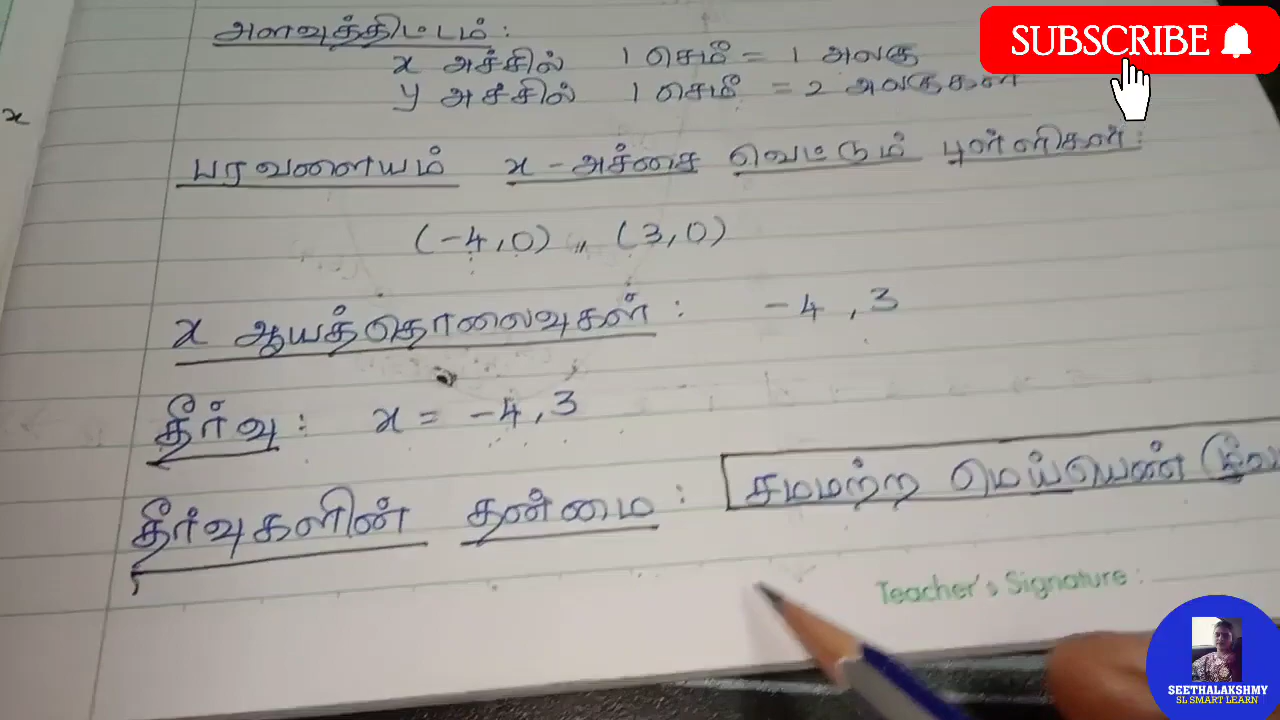 அளவுத்திட்டம் :
SUBSCRIBE
x அச்சில் 1 செமீ = 1 அலகு
y அச்சில் 1 செமீ = 2 அலகுகள்
x
பரவளையம் x - அச்சை வெட்டும் புள்ளிகள் :
(-4,0) ,, (3,0)
x ஆயத்தொலைவுகள் : -4 , 3
தீர்வு : x = -4, 3
தீர்வுகளின் தன்மை : சமமற்ற மெய்யெண்
Teacher's Signature :
SEETHALAKSHMY
SL SMART LEARN